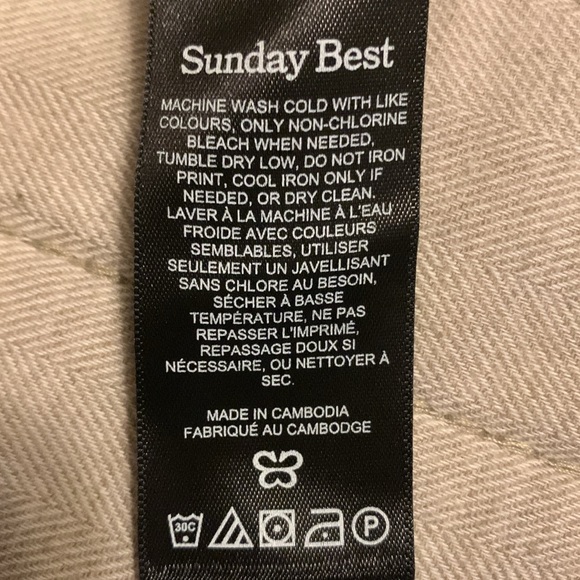 Sunday Best
MACHINE WASH COLD WITH LIKE
COLOURS, ONLY NON-CHLORINE
BLEACH WHEN NEEDED,
TUMBLE DRY LOW, DO NOT IRON
PRINT, COOL IRON ONLY IF
NEEDED, OR DRY CLEAN.
LAVER À LA MACHINE À L'EAU
FROIDE AVEC COULEURS
SEMBLABLES, UTILISER
SEULEMENT UN JAVELLISANT
SANS CHLORE AU BESOIN,
SÉCHER À BASSE
TEMPÉRATURE, NE PAS
REPASSER L'IMPRIMÉ,
REPASSAGE DOUX SI
NÉCESSAIRE, OU NETTOYER À
SEC.
MADE IN CAMBODIA
FABRIQUÉ AU CAMBODGE
30C P